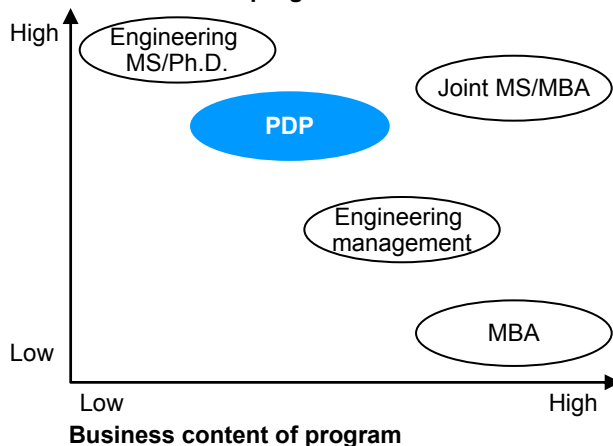 High
Engineering
MS/Ph.D.
Joint MS/MBA
PDP
Engineering
management
MBA
Low
Low
High
Business content of program